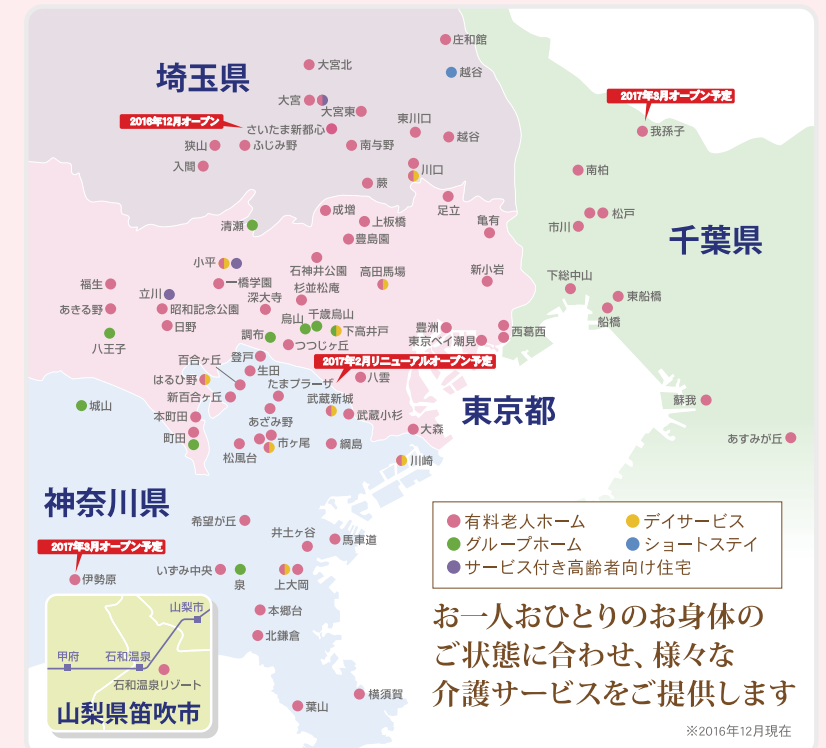 庄和館
大宮北
越谷
埼玉県
2017年3月オープン予定
大宮
大宮東
2016年12月オープン
さいたま新都心
東川口
我孫子
狭山
ふじみ野
南与野
越谷
入間
川口
南柏
蕨
足立
成増
上板橋
亀有
松戸
清瀬
市川
豊島園
千葉県
小平
石神井公園
高田馬場
新小岩
下総中山
福生
一橋学園
杉並松庵
立川
深大寺
東船橋
あきる野
昭和記念公園
烏山
千歳烏山
船橋
日野
調布
下高井戸
豊洲
西葛西
八王子
つつじヶ丘
東京ベイ潮見
百合ヶ丘
登戸
2017年2月リニューアルオープン予定
生田
八雲
はるひ野
たまプラーザ
新百合ヶ丘
武蔵新城
東京都
蘇我
城山
本町田
あざみ野
武蔵小杉
大森
町田
市ヶ尾
綱島
あすみが丘
松風台
川崎
神奈川県
希望が丘
井土ヶ谷
馬車道
2017年3月オープン予定
伊勢原
いずみ中央
泉
上大岡
本郷台
北鎌倉
横須賀
葉山
山梨市
甲府
石和温泉
石和温泉リゾート
山梨県笛吹市
有料老人ホーム
デイサービス
グループホーム
ショートステイ
サービス付き高齢者向け住宅
お一人おひとりのお身体の
ご状態に合わせ、様々な
介護サービスをご提供します
※2016年12月現在